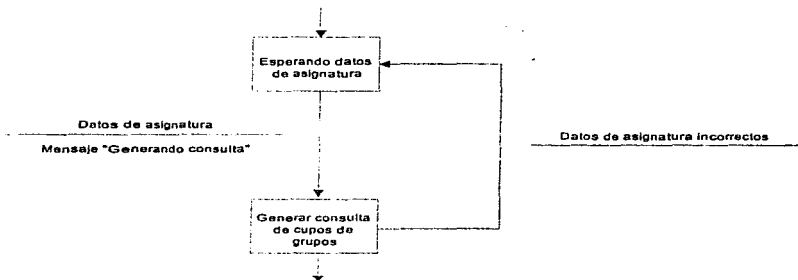 Esperando datos
de asignatura
Datos de asignatura
Mensaje "Generando consulta"
Datos de asignatura incorrectos
Generar consulta
de cupos de
grupos